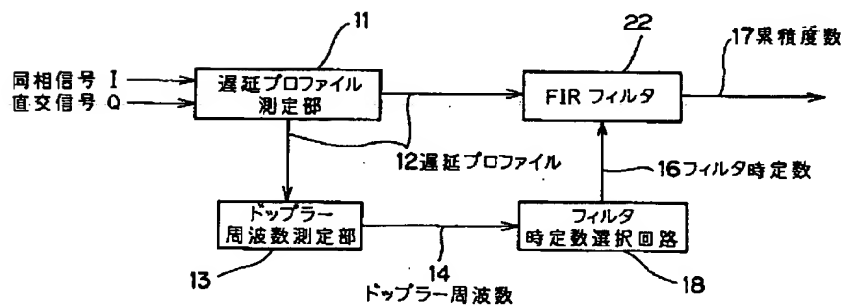 11
22
17累積度数
同相信号 I
直交信号 Q
遅延プロファイル
測定部
FIR フィルタ
12遅延プロファイル
16フィルタ時定数
ドップラー
周波数測定部
フィルタ
時定数選択回路
13
14
ドップラー周波数
18